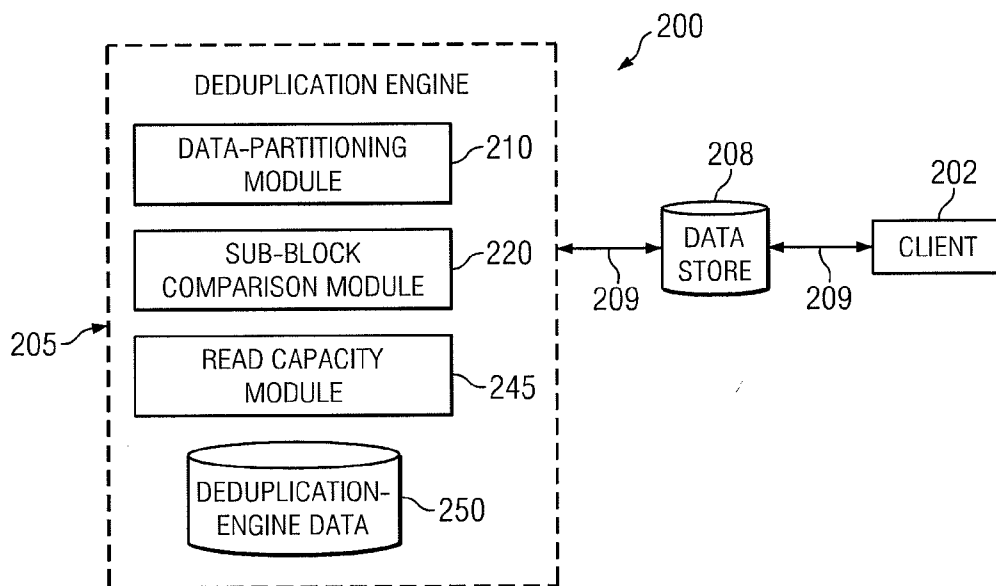 200
DEDUPLICATION ENGINE
DATA-PARTITIONING
MODULE
210
SUB-BLOCK
COMPARISON MODULE
220
READ CAPACITY
MODULE
245
DEDUPLICATION-
ENGINE DATA
250
205
208
DATA
STORE
209
209
202
CLIENT